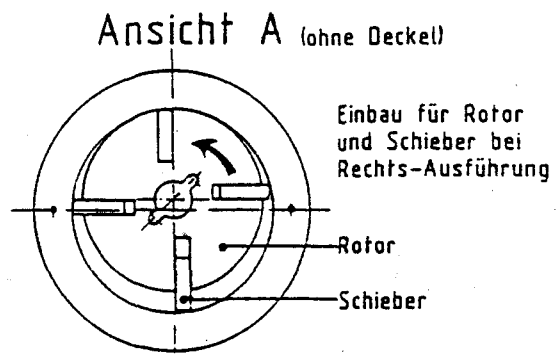 Ansicht A (ohne Deckel)
Einbau für Rotor
und Schieber bei
Rechts-Ausführung
Rotor
Schieber